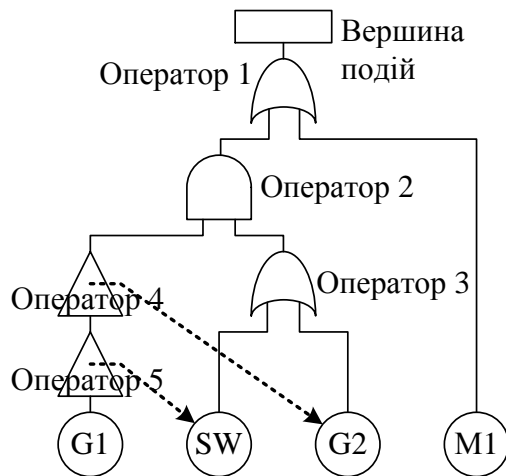 Вершина
подій
Оператор 1
Оператор 2
Оператор 3
Оператор 4
Оператор 5
G1
SW
G2
M1